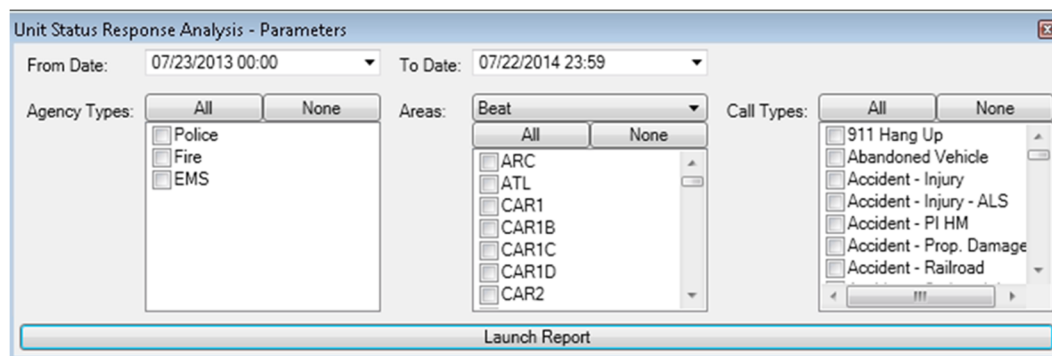 Unit Status Response Analysis - Parameters
From Date: 07/23/2013 00:00 To Date: 07/22/2014 23:59
Agency Types: All None Areas: Beat Call Types: All None
All None
Police
Fire
EMS
ARC
ATL
CAR1
CAR1B
CAR1C
CAR1D
CAR2
911 Hang Up
Abandoned Vehicle
Accident - Injury
Accident - Injury - ALS
Accident - PI HM
Accident - Prop. Damage
Accident - Railroad
Launch Report